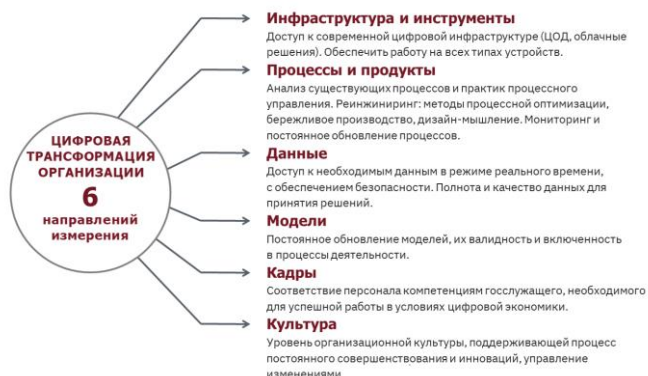 ЦИФРОВАЯ
ТРАНСФОРМАЦИЯ
ОРГАНИЗАЦИИ
6
направлений
измерения
Инфраструктура и инструменты
Доступ к современной цифровой инфраструктуре (ЦОД, облачные
решения). Обеспечить работу на всех типах устройств.
Процессы и продукты
Анализ существующих процессов и практик процессного
управления. Реинжиниринг: методы процессной оптимизации,
бережливое производство, дизайн-мышление. Мониторинг и
постоянное обновление процессов.
Данные
Доступ к необходимым данным в режиме реального времени,
с обеспечением безопасности. Полнота и качество данных для
принятия решений.
Модели
Постоянное обновление моделей, их валидность и включенность
в процессы деятельности.
Кадры
Соответствие персонала компетенциям госслужащего, необходимого
для успешной работы в условиях цифровой экономики.
Культура
Уровень организационной культуры, поддерживающей процесс
постоянного совершенствования и инноваций, управление
изменениями